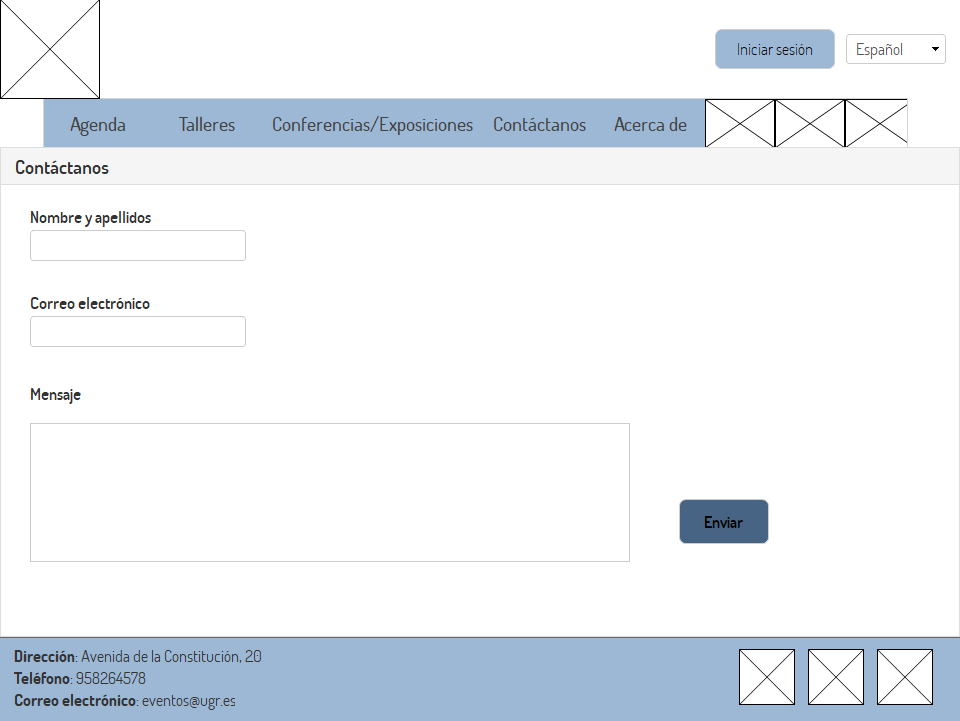 Iniciar sesión
Español
Agenda Talleres Conferencias/Exposiciones Contáctanos Acerca de
Contáctanos
Nombre y apellidos
Correo electrónico
Mensaje
Enviar
Dirección: Avenida de la Constitución, 20
Teléfono: 958264578
Correo electrónico: eventos@ugr.es